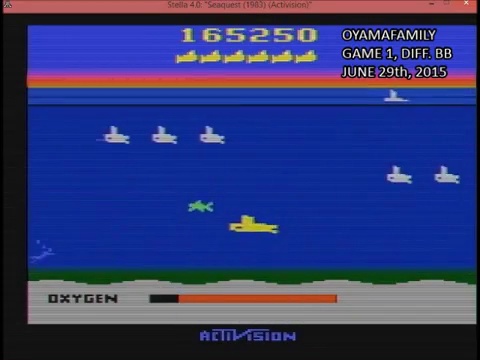 Stella 4.0: "Seaquest (1983) (Activision)"
165250
OYAMAFAMILY
GAME 1, DIFF. BB
JUNE 29th, 2015
OXYGEN
ACTIVISION